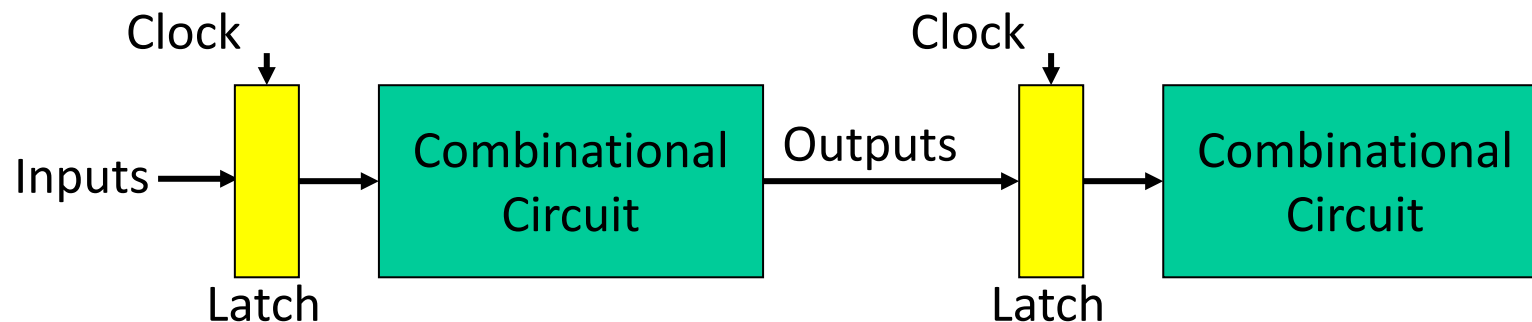 Clock
Clock
Inputs
Combinational
Circuit
Outputs
Combinational
Circuit
Latch
Latch